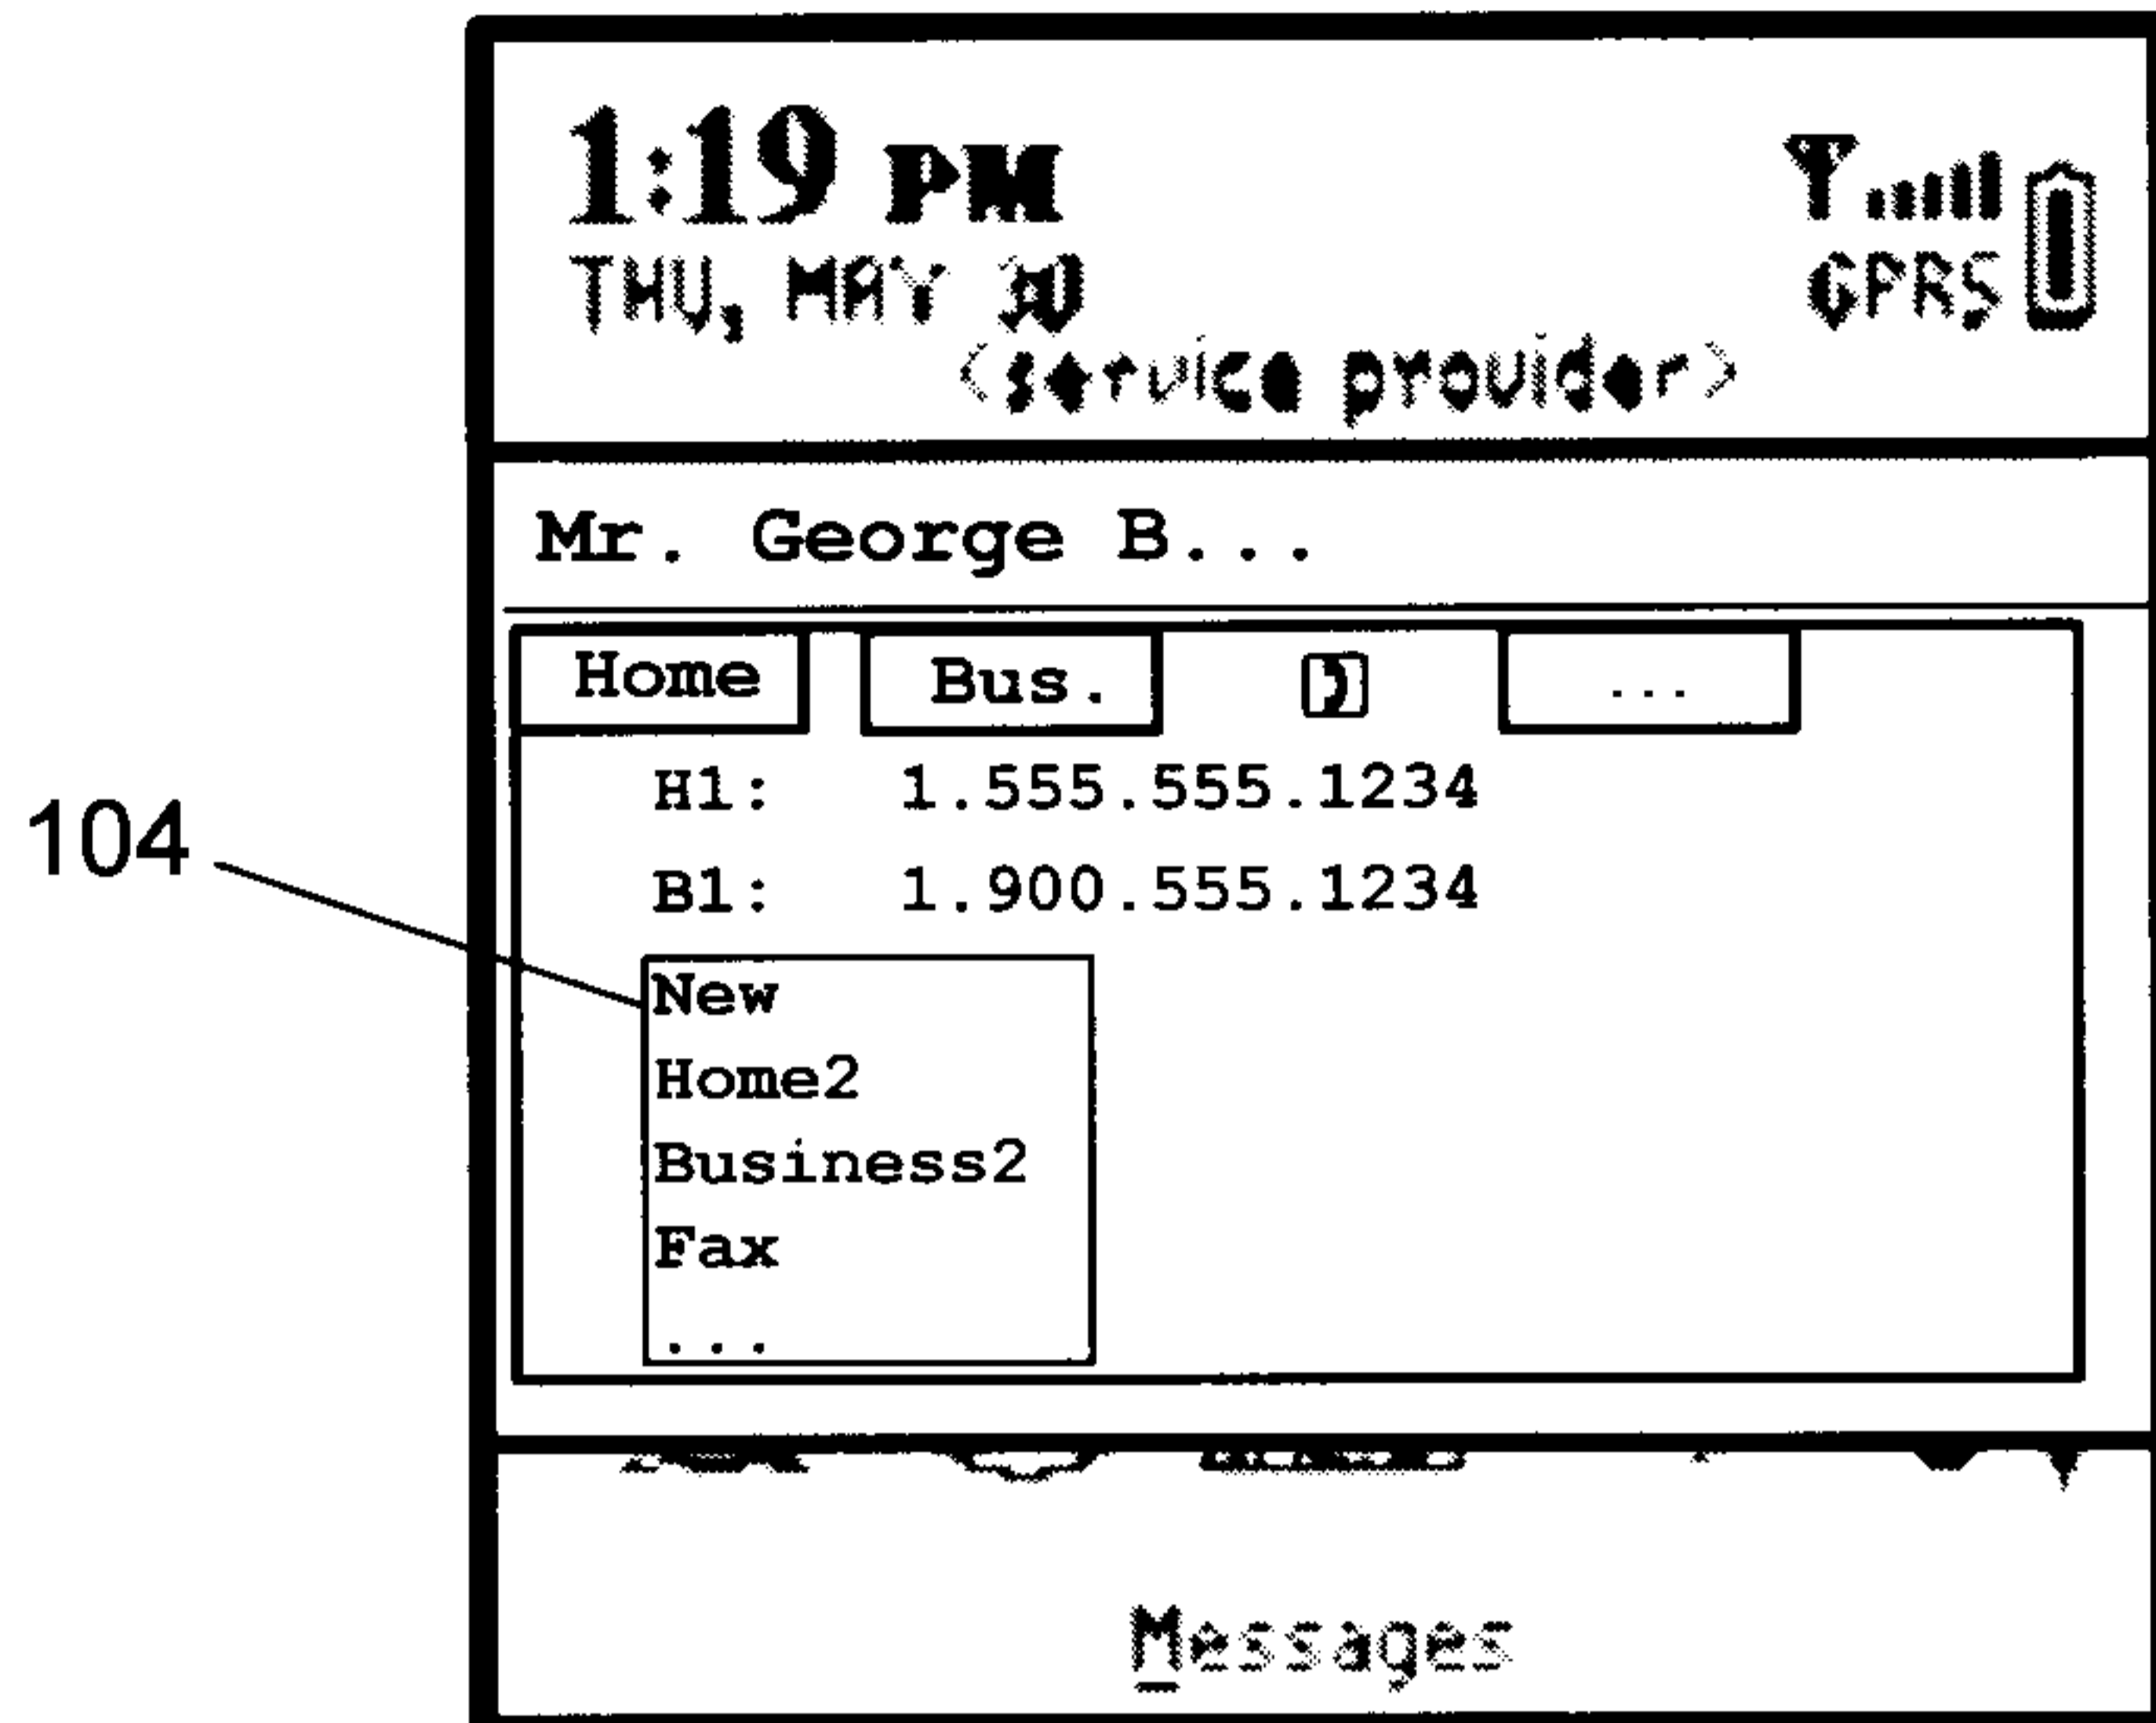 1:19 PM
THU, MAY 20
GPRS
<service provider>
Mr. George B...
Home Bus. ...
H1: 1.555.555.1234
104
B1: 1.900.555.1234
New
Home2
Business2
Fax
...
Messages